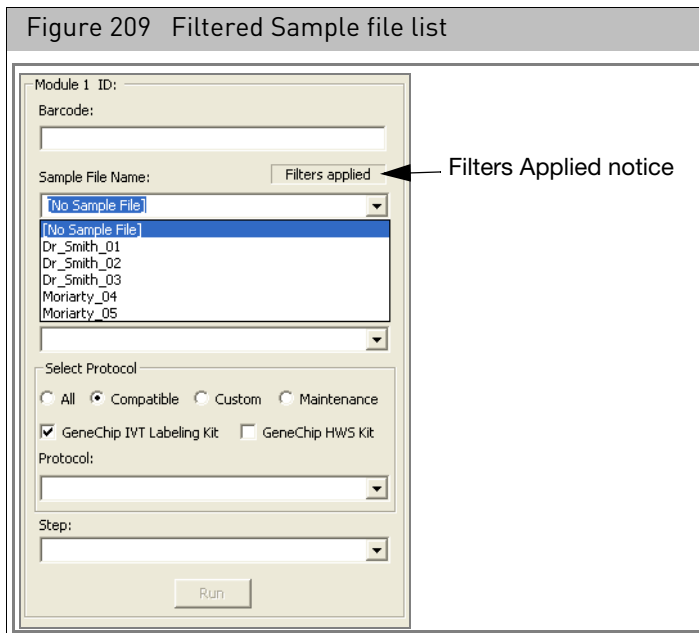 Figure 209 Filtered Sample file list
Module 1 ID:
Barcode:
Sample File Name:
Filters applied
Filters Applied notice
[No Sample File]
[No Sample File]
Dr_Smith_01
Dr_Smith_02
Dr_Smith_03
Moriarty_04
Moriarty_05
Select Protocol
All Compatible Custom Maintenance
GeneChip IVT Labeling Kit GeneChip HWS Kit
Protocol:
Step:
Run